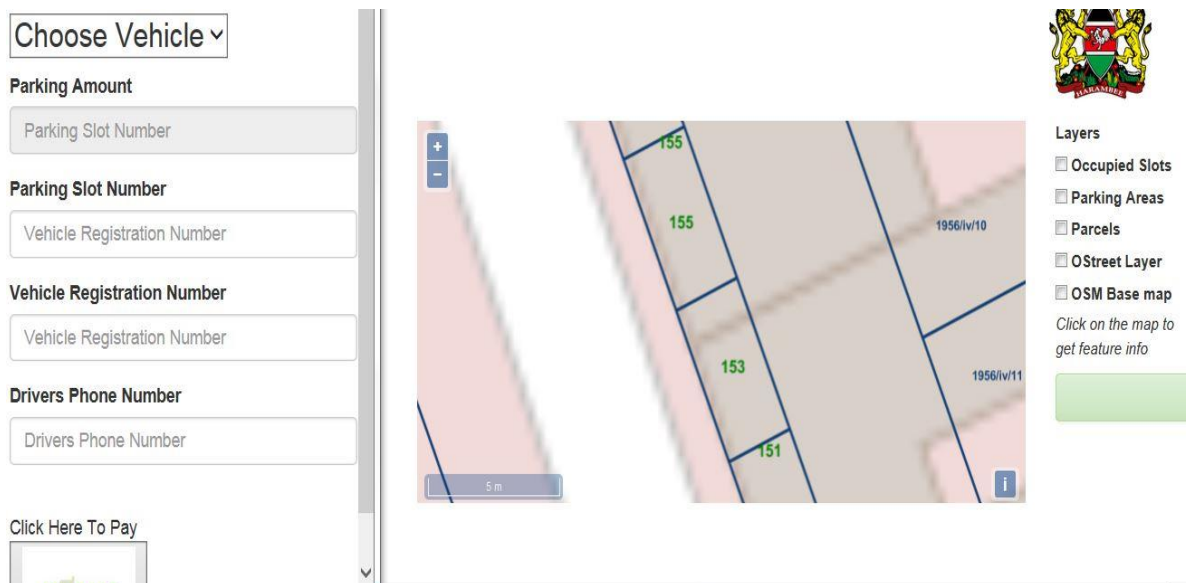 Choose Vehicle
Parking Amount
Parking Slot Number
Parking Slot Number
Vehicle Registration Number
Vehicle Registration Number
Vehicle Registration Number
Drivers Phone Number
Drivers Phone Number
Click Here To Pay
+
−
155
155
1956/iv/10
153
1956/iv/11
151
5 m
i
HARAMBEE
Layers
Occupied Slots
Parking Areas
Parcels
OStreet Layer
OSM Base map
Click on the map to
get feature info